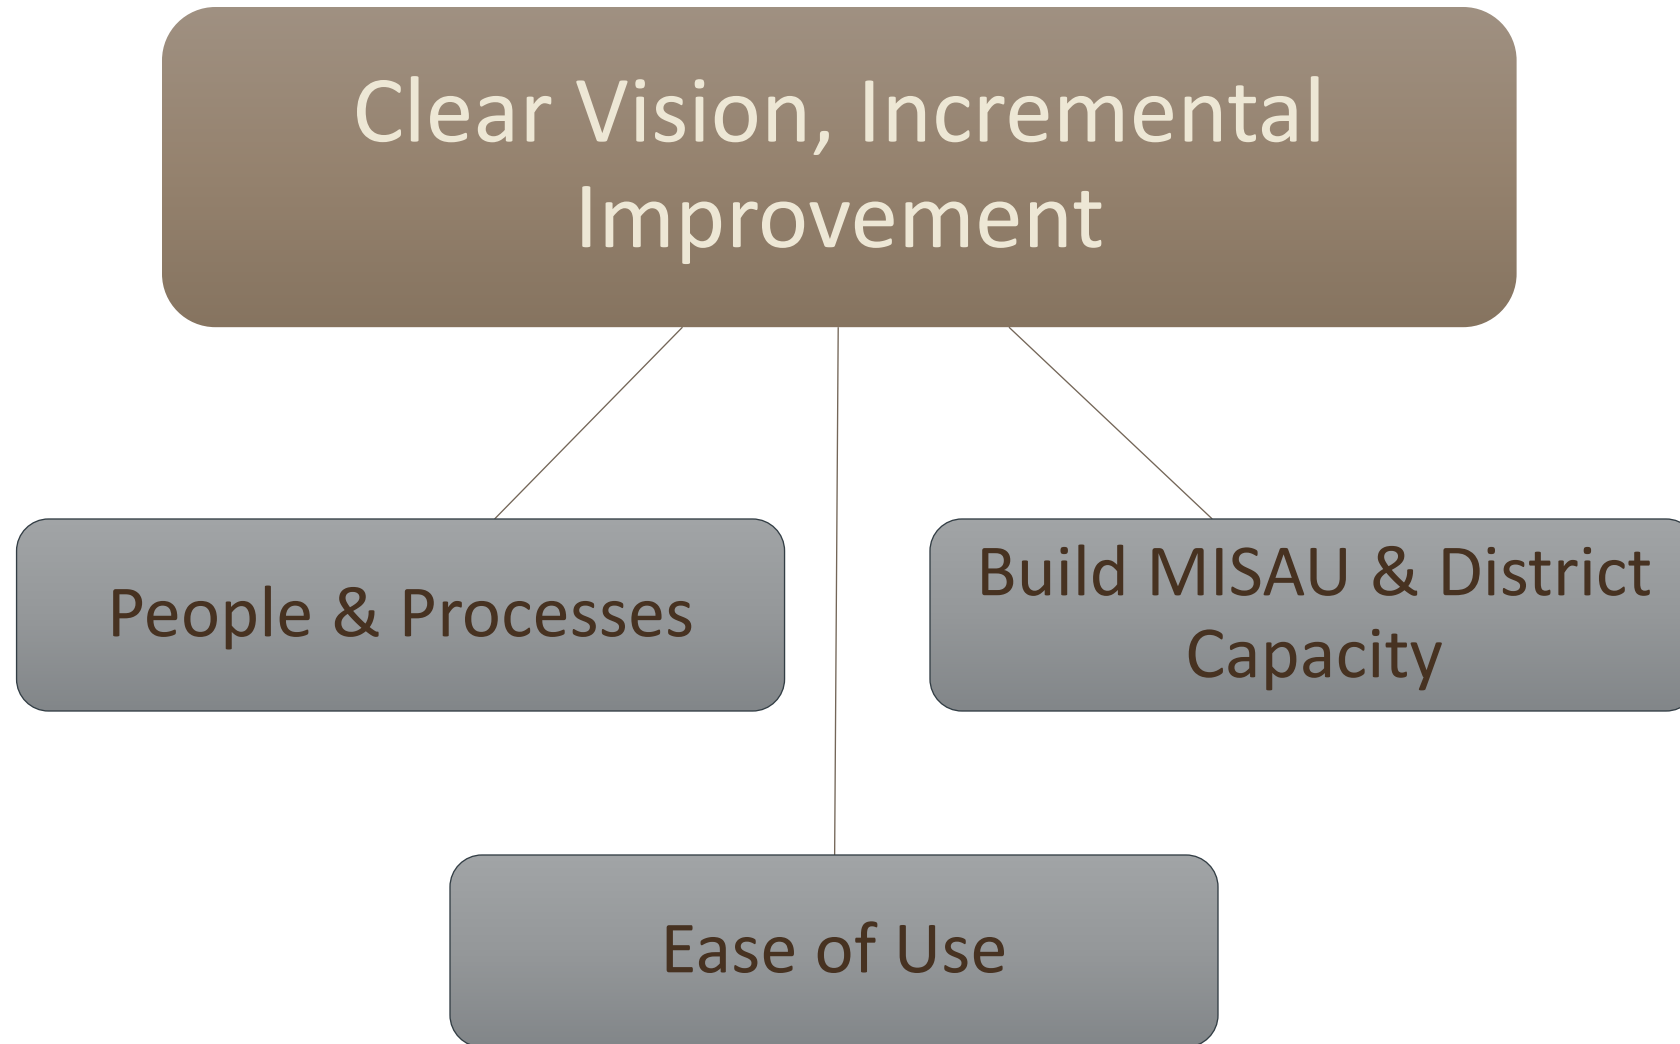 Clear Vision, Incremental
Improvement
People & Processes
Build MISAU & District
Capacity
Ease of Use